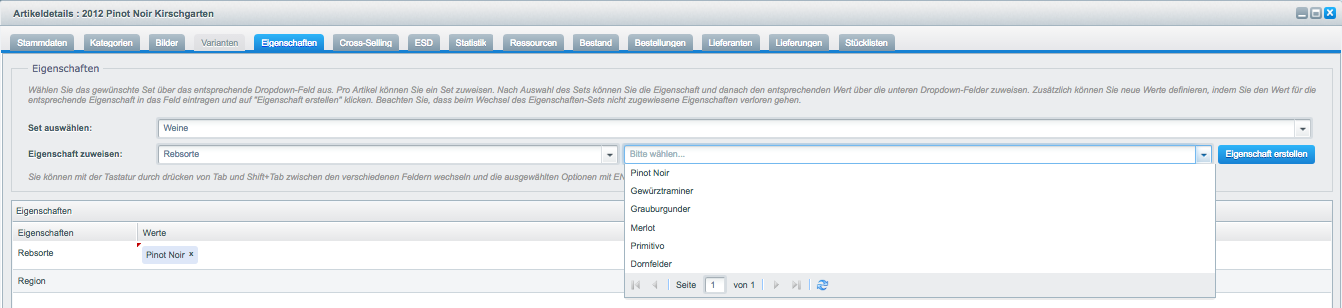 Artikeldetails : 2012 Pinot Noir Kirschgarten
Stammdaten Kategorien Bilder Varianten Eigenschaften Cross-Selling ESD Statistik Ressourcen Bestand Bestellungen Lieferanten Lieferungen Stücklisten
Eigenschaften
Wählen Sie das gewünschte Set über das entsprechende Dropdown-Feld aus. Pro Artikel können Sie ein Set zuweisen. Nach Auswahl des Sets können Sie die Eigenschaft und danach den entsprechenden Wert über die unteren Dropdown-Felder zuweisen. Zusätzlich können Sie neue Werte definieren, indem Sie den Wert für die
entsprechende Eigenschaft in das Feld eintragen und auf "Eigenschaft erstellen" klicken. Beachten Sie, dass beim Wechsel des Eigenschaften-Sets nicht zugewiesene Eigenschaften verloren gehen.
Set auswählen: Weine
Eigenschaft zuweisen: Rebsorte Bitte wählen... Eigenschaft erstellen
Sie können mit der Tastatur durch drücken von Tab und Shift+Tab zwischen den verschiedenen Feldern wechseln und die ausgewählten Optionen mit EN
Pinot Noir
Gewürztraminer
Grauburgunder
Merlot
Primitivo
Dornfelder
Seite 1 von 1
Eigenschaften
Eigenschaften Werte
Rebsorte Pinot Noir x
Region